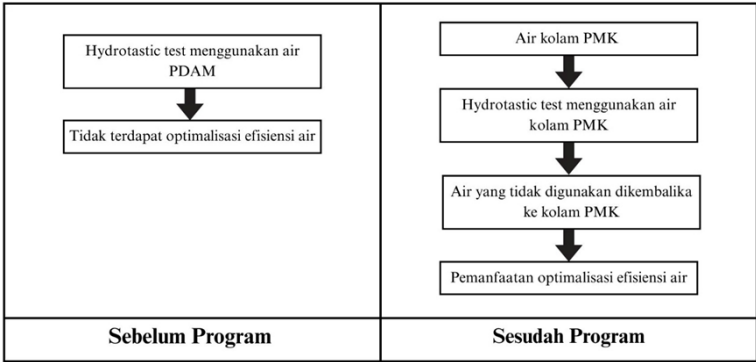 Hydrotastic test menggunakan air
PDAM
Tidak terdapat optimalisasi efisiensi air
Sebelum Program
Air kolam PMK
Hydrotastic test menggunakan air
kolam PMK
Air yang tidak digunakan dikembalika
ke kolam PMK
Pemanfaatan optimalisasi efisiensi air
Sesudah Program